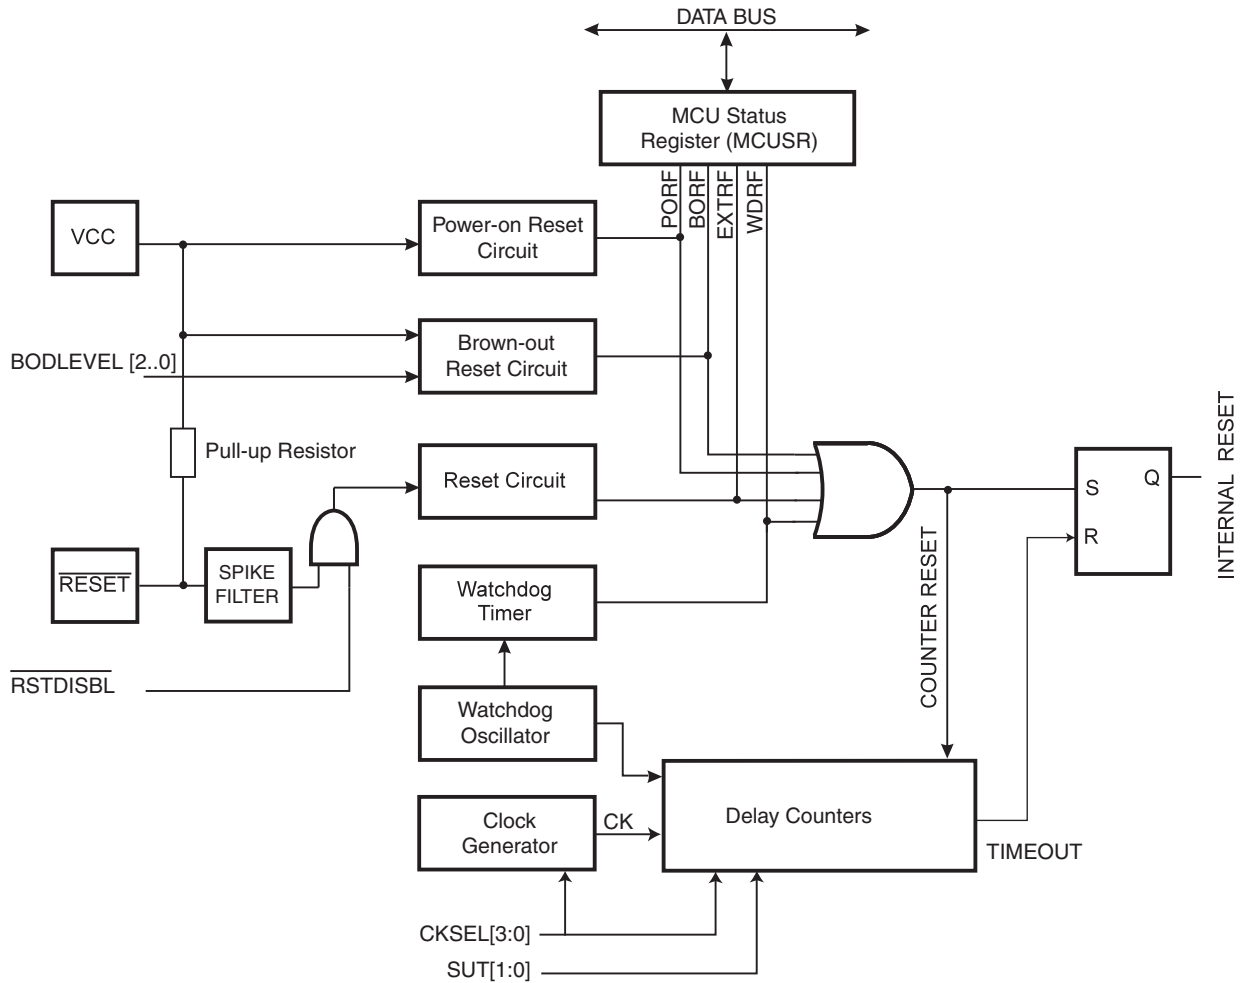 DATA BUS
MCU Status
Register (MCUSR)
PORF
BORF
EXTRF
WDRF
VCC
Power-on Reset
Circuit
Brown-out
Reset Circuit
BODLEVEL [2..0]
Pull-up Resistor
Reset Circuit
S
Q
R
INTERNAL RESET
RESET
SPIKE
FILTER
Watchdog
Timer
COUNTER RESET
RSTDISBL
Watchdog
Oscillator
Clock
Generator
CK
Delay Counters
TIMEOUT
CKSEL[3:0]
SUT[1:0]